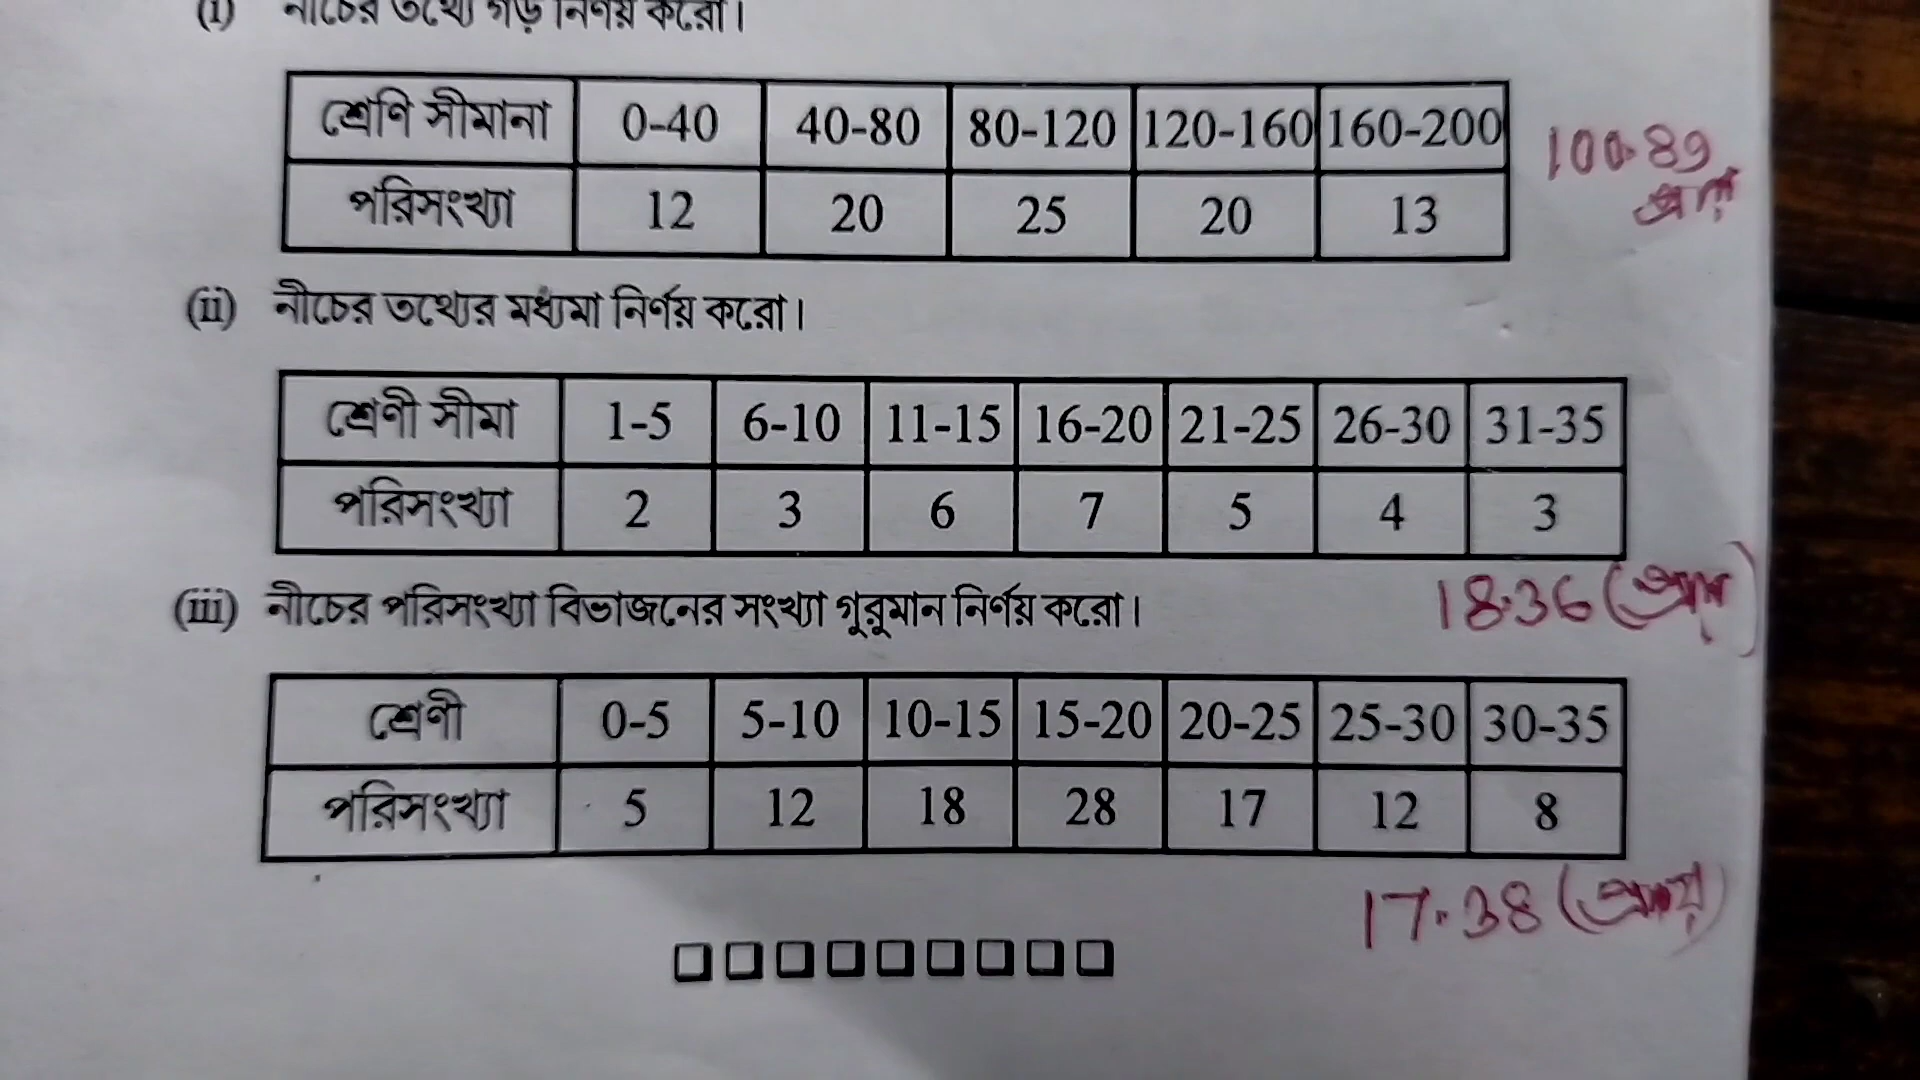 (i) নীচের তথ্যে গড় নির্ণয় করো।
শ্রেণি সীমানা 0-40 40-80 80-120 120-160 160-200
পরিসংখ্যা 12 20 25 20 13
100.89
(ii) নীচের তথ্যের মধ্যমা নির্ণয় করো।
শ্রেণী সীমা 1-5 6-10 11-15 16-20 21-25 26-30 31-35
পরিসংখ্যা 2 3 6 7 5 4 3
18.36 (প্রায়)
(iii) নীচের পরিসংখ্যা বিভাজনের সংখ্যা গুরুমান নির্ণয় করো।
শ্রেণী 0-5 5-10 10-15 15-20 20-25 25-30 30-35
পরিসংখ্যা 5 12 18 28 17 12 8
17.38 (প্রায়)